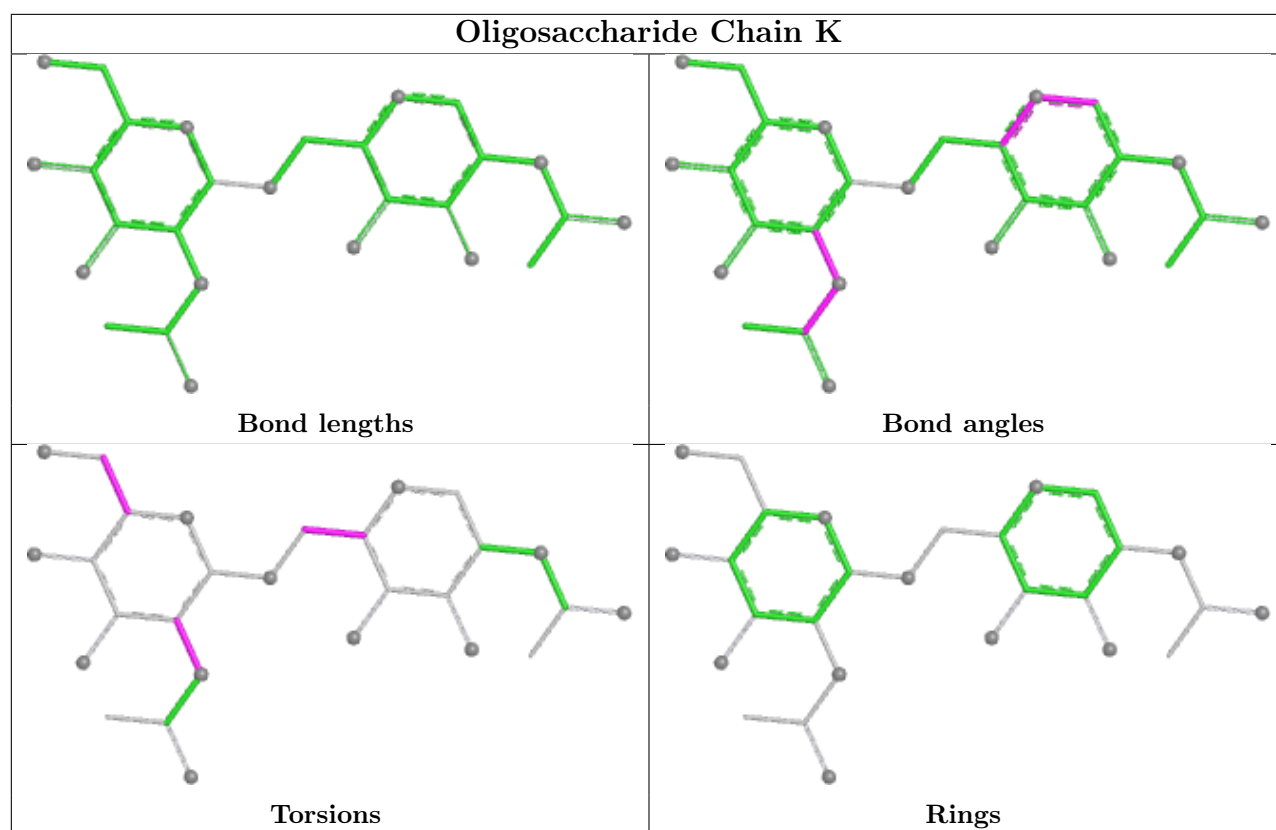 Oligosaccharide Chain K
Bond lengths
Bond angles
Torsions
Rings